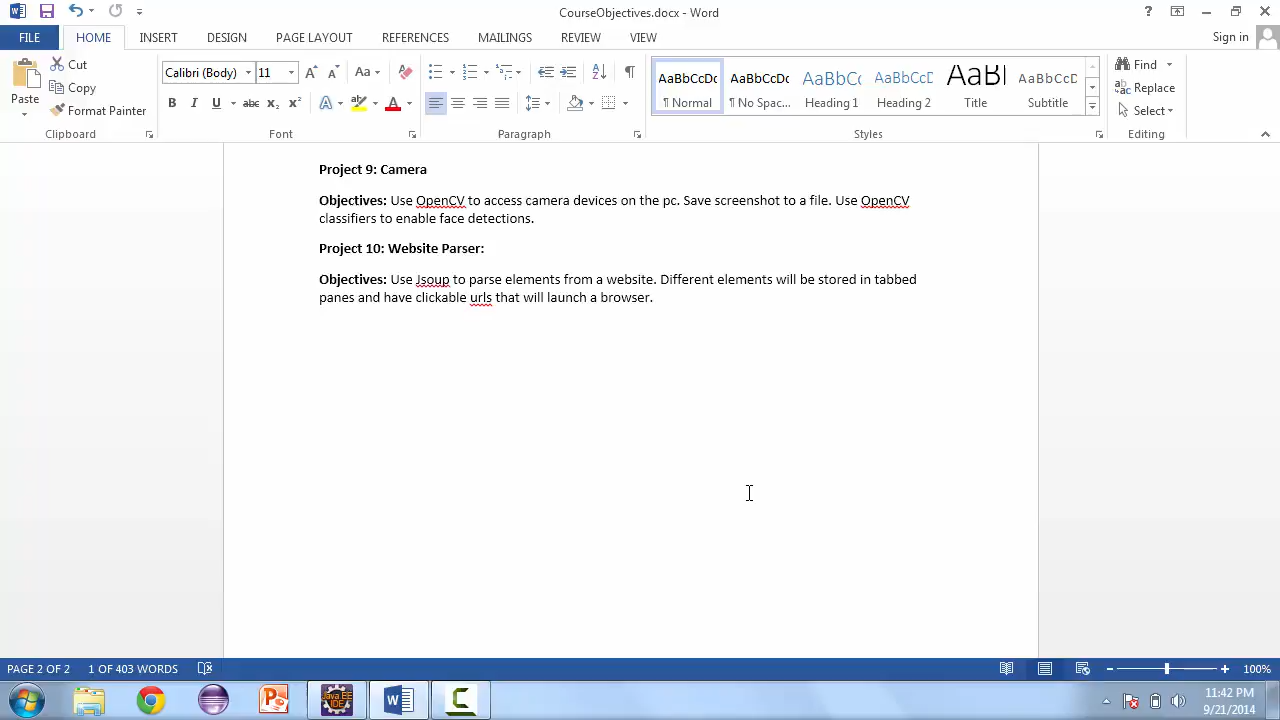 CourseObjectives.docx - Word
Sign in
FILE HOME INSERT DESIGN PAGE LAYOUT REFERENCES MAILINGS REVIEW VIEW
Paste
Cut
Copy
Format Painter
Clipboard
Calibri (Body) 11
Font
Paragraph
AaBbCcDc AaBbCcDc AaBbCc AaBbCcD AaB AaBbCcD
¶ Normal ¶ No Spac... Heading 1 Heading 2 Title Subtitle
Styles
Find
Replace
Select
Editing
Project 9: Camera
Objectives: Use OpenCV to access camera devices on the pc. Save screenshot to a file. Use OpenCV
classifiers to enable face detections.
Project 10: Website Parser:
Objectives: Use Jsoup to parse elements from a website. Different elements will be stored in tabbed
panes and have clickable urls that will launch a browser.
PAGE 2 OF 2 1 OF 403 WORDS
100%
Java EE
IDE
11:42 PM
9/21/2014